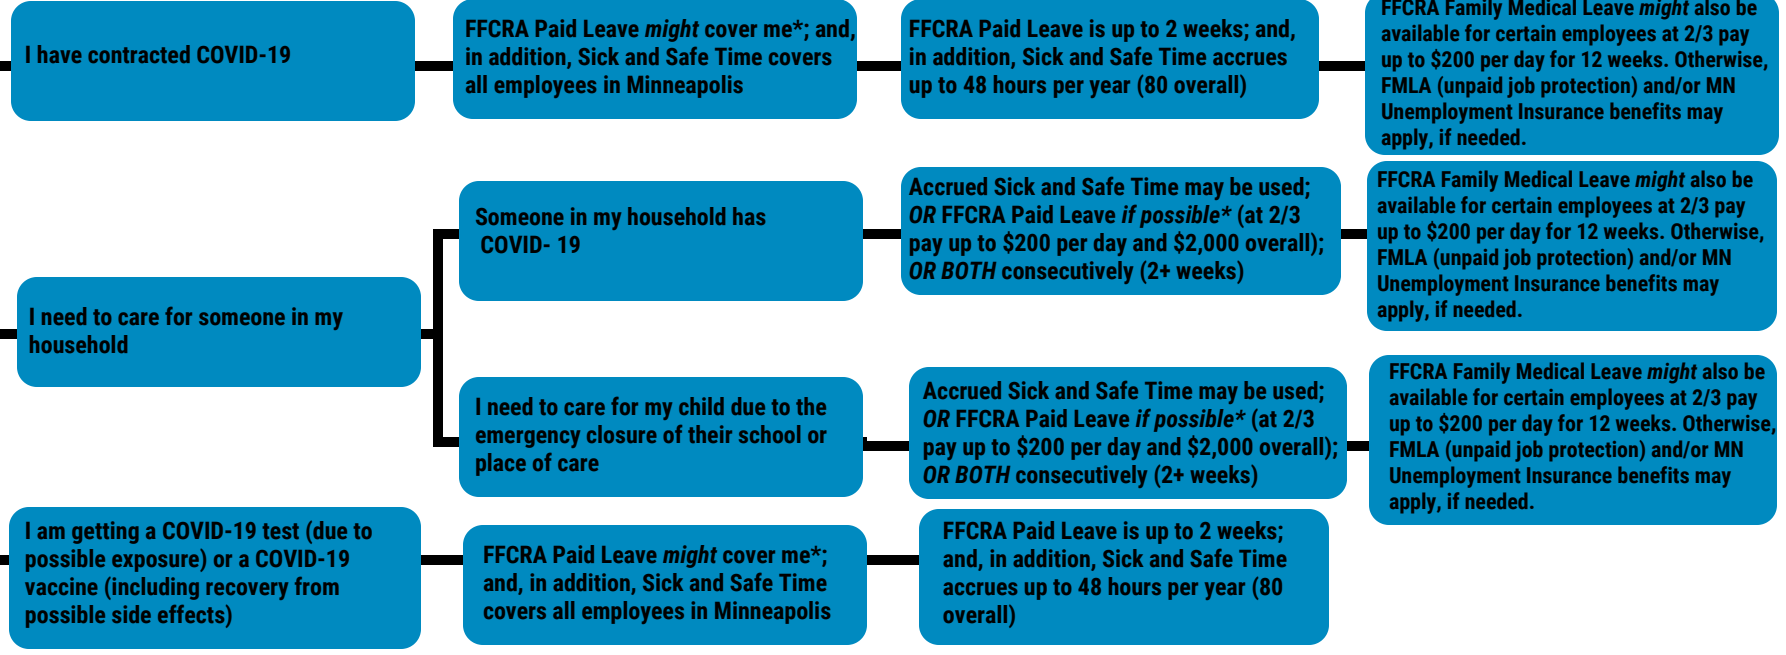 I have contracted COVID-19
FFCRA Paid Leave might cover me*; and,
in addition, Sick and Safe Time covers
all employees in Minneapolis
FFCRA Paid Leave is up to 2 weeks; and,
in addition, Sick and Safe Time accrues
up to 48 hours per year (80 overall)
FFCRA Family Medical Leave might also be
available for certain employees at 2/3 pay
up to $200 per day for 12 weeks. Otherwise,
FMLA (unpaid job protection) and/or MN
Unemployment Insurance benefits may
apply, if needed.
I need to care for someone in my
household
Someone in my household has
COVID- 19
Accrued Sick and Safe Time may be used;
OR FFCRA Paid Leave if possible* (at 2/3
pay up to $200 per day and $2,000 overall);
OR BOTH consecutively (2+ weeks)
FFCRA Family Medical Leave might also be
available for certain employees at 2/3 pay
up to $200 per day for 12 weeks. Otherwise,
FMLA (unpaid job protection) and/or MN
Unemployment Insurance benefits may
apply, if needed.
I need to care for my child due to the
emergency closure of their school or
place of care
Accrued Sick and Safe Time may be used;
OR FFCRA Paid Leave if possible* (at 2/3
pay up to $200 per day and $2,000 overall);
OR BOTH consecutively (2+ weeks)
FFCRA Family Medical Leave might also be
available for certain employees at 2/3 pay
up to $200 per day for 12 weeks. Otherwise,
FMLA (unpaid job protection) and/or MN
Unemployment Insurance benefits may
apply, if needed.
I am getting a COVID-19 test (due to
possible exposure) or a COVID-19
vaccine (including recovery from
possible side effects)
FFCRA Paid Leave might cover me*;
and, in addition, Sick and Safe Time
covers all employees in Minneapolis
FFCRA Paid Leave is up to 2 weeks;
and, in addition, Sick and Safe Time
accrues up to 48 hours per year (80
overall)